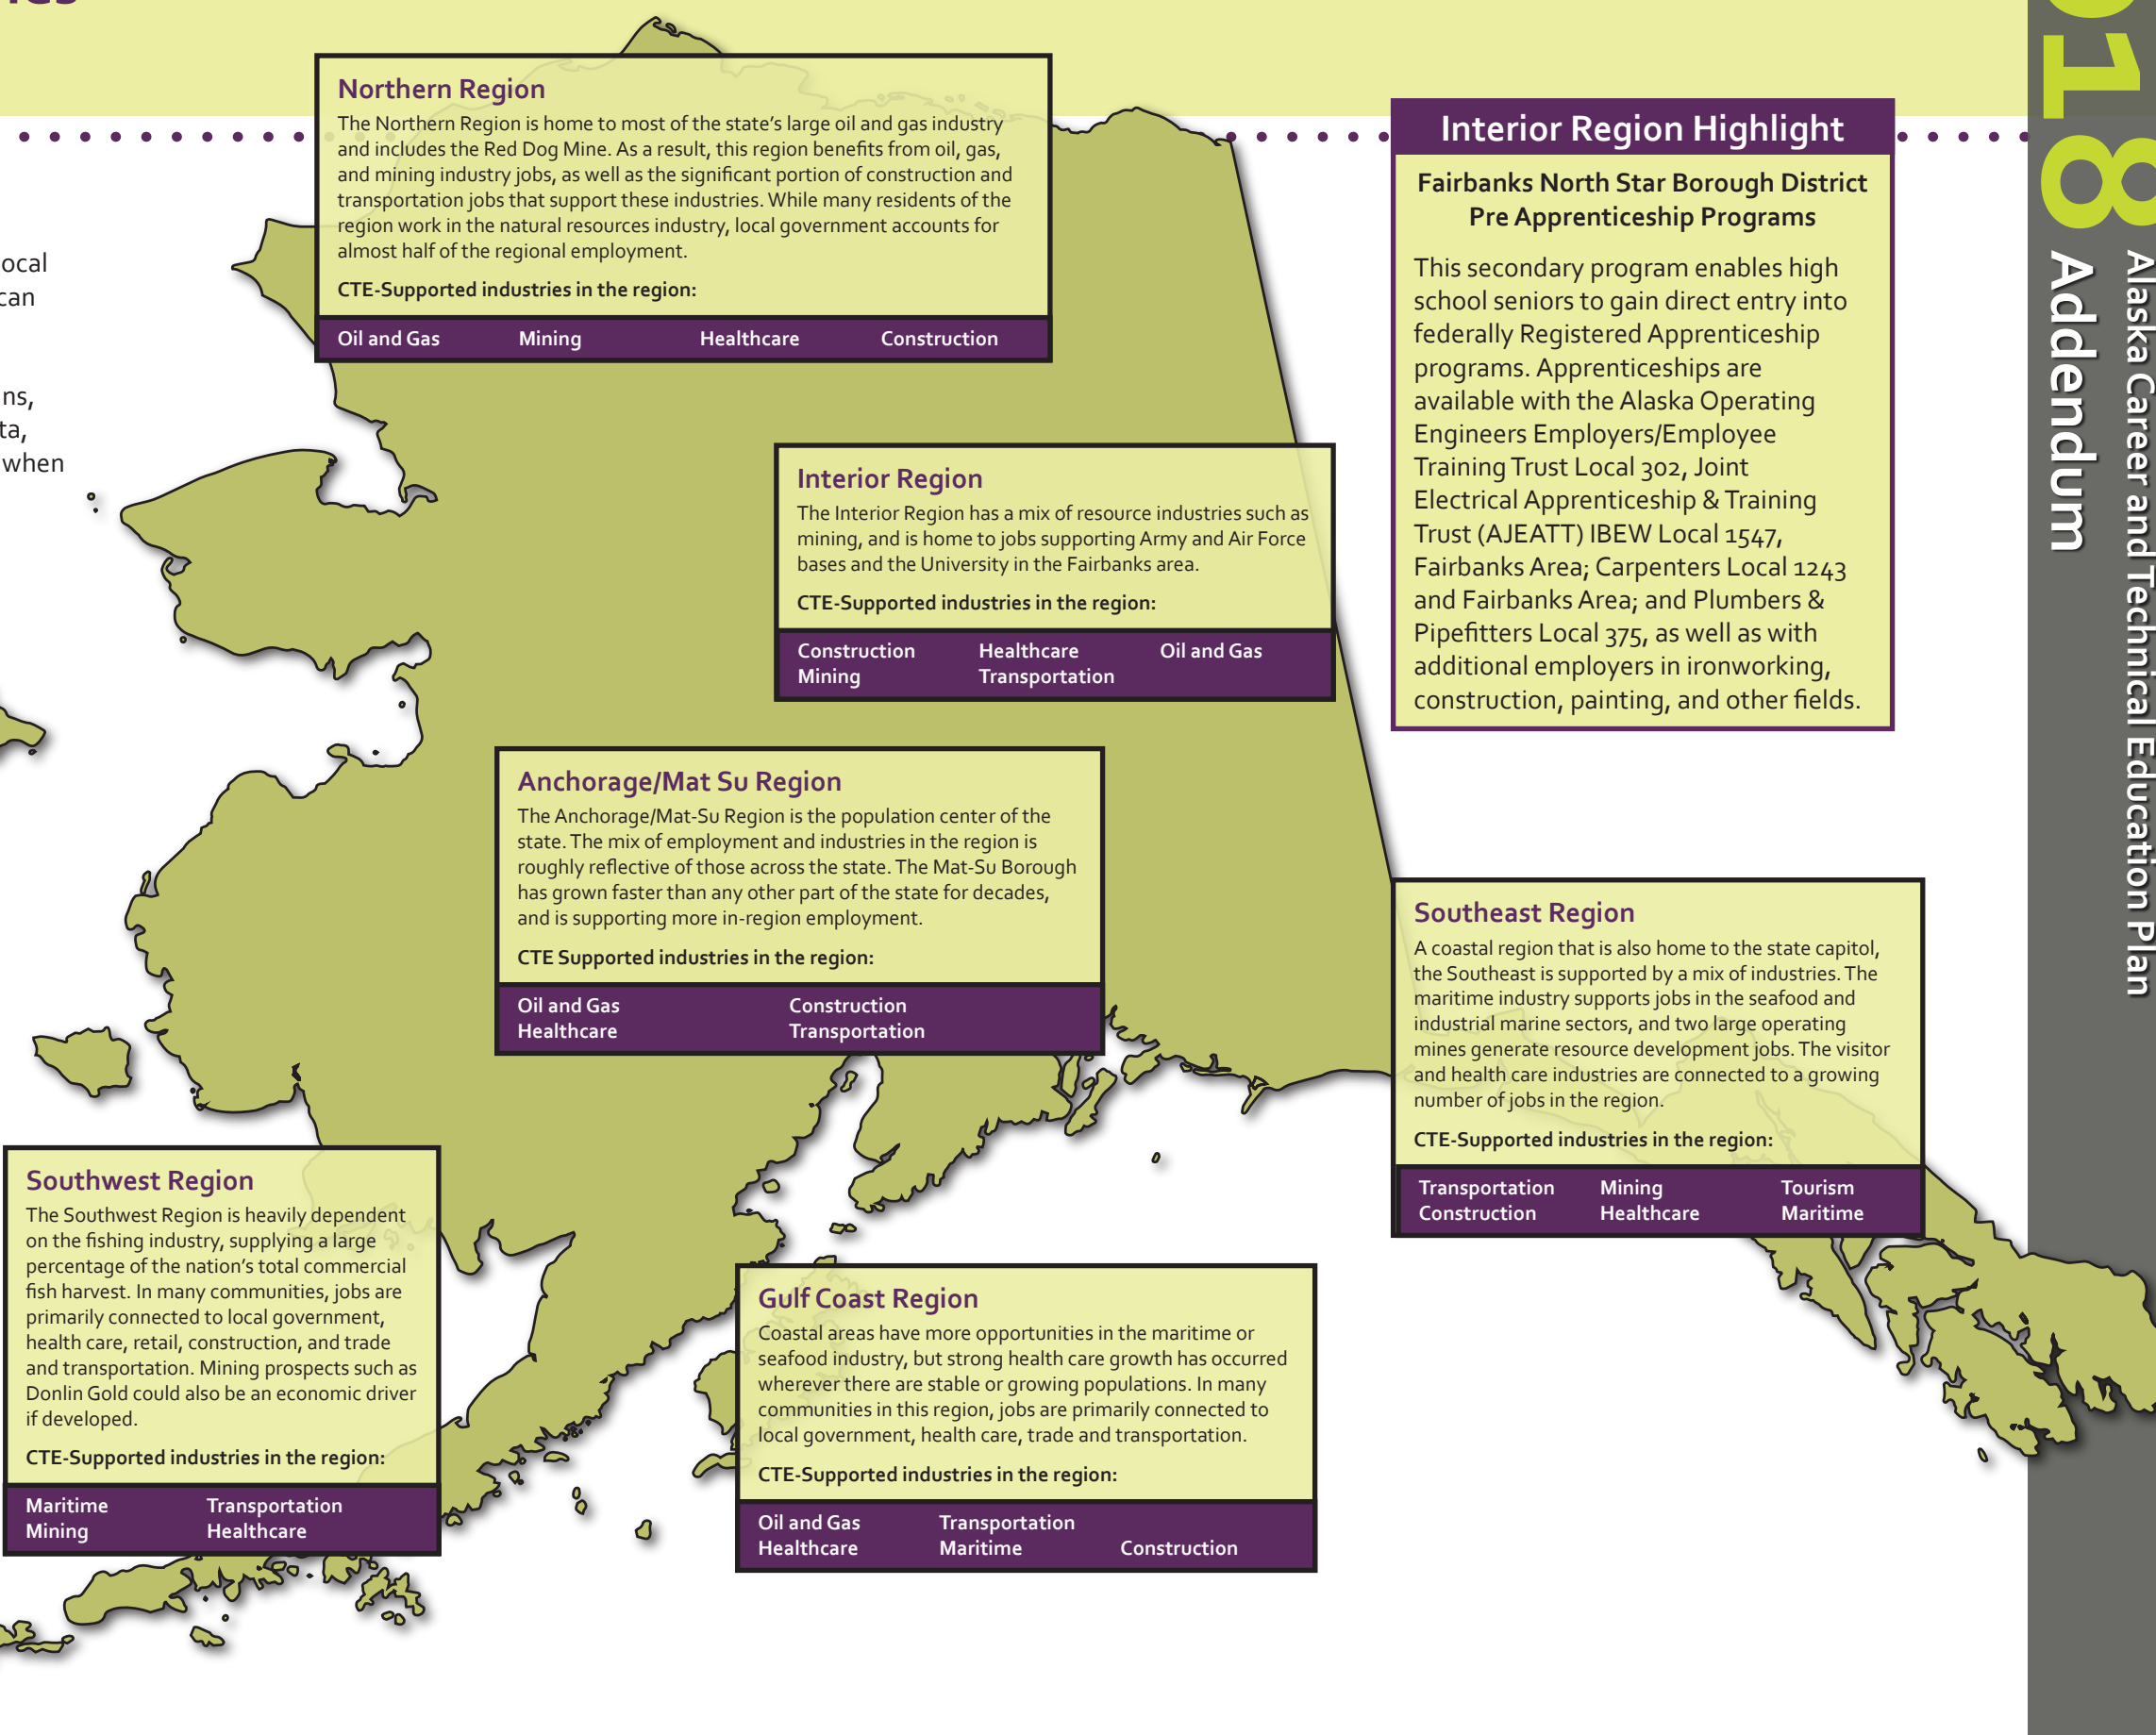 Northern Region
The Northern Region is home to most of the state's large oil and gas industry
and includes the Red Dog Mine. As a result, this region benefits from oil, gas,
and mining industry jobs, as well as the significant portion of construction and
transportation jobs that support these industries. While many residents of the
region work in the natural resources industry, local government accounts for
almost half of the regional employment.
CTE-Supported industries in the region:
Oil and Gas Mining Healthcare Construction
Interior Region Highlight
Fairbanks North Star Borough District
Pre Apprenticeship Programs
This secondary program enables high
school seniors to gain direct entry into
federally Registered Apprenticeship
programs. Apprenticeships are
available with the Alaska Operating
Engineers Employers/Employee
Training Trust Local 302, Joint
Electrical Apprenticeship & Training
Trust (AJEATT) IBEW Local 1547,
Fairbanks Area; Carpenters Local 1243
and Fairbanks Area; and Plumbers &
Pipefitters Local 375, as well as with
additional employers in ironworking,
construction, painting, and other fields.
can
when
Interior Region
The Interior Region has a mix of resource industries such as
mining, and is home to jobs supporting Army and Air Force
bases and the University in the Fairbanks area.
CTE-Supported industries in the region:
Construction Healthcare Oil and Gas
Mining Transportation
Anchorage/Mat Su Region
The Anchorage/Mat-Su Region is the population center of the
state. The mix of employment and industries in the region is
roughly reflective of those across the state. The Mat-Su Borough
has grown faster than any other part of the state for decades,
and is supporting more in-region employment.
CTE Supported industries in the region:
Oil and Gas Construction
Healthcare Transportation
Southeast Region
A coastal region that is also home to the state capitol,
the Southeast is supported by a mix of industries. The
maritime industry supports jobs in the seafood and
industrial marine sectors, and two large operating
mines generate resource development jobs. The visitor
and health care industries are connected to a growing
number of jobs in the region.
CTE-Supported industries in the region:
Transportation Mining Tourism
Construction Healthcare Maritime
Southwest Region
The Southwest Region is heavily dependent
on the fishing industry, supplying a large
percentage of the nation's total commercial
fish harvest. In many communities, jobs are
primarily connected to local government,
health care, retail, construction, and trade
and transportation. Mining prospects such as
Donlin Gold could also be an economic driver
if developed.
CTE-Supported industries in the region:
Maritime Transportation
Mining Healthcare
Gulf Coast Region
Coastal areas have more opportunities in the maritime or
seafood industry, but strong health care growth has occurred
wherever there are stable or growing populations. In many
communities in this region, jobs are primarily connected to
local government, health care, trade and transportation.
CTE-Supported industries in the region:
Oil and Gas Transportation
Healthcare Maritime Construction
Alaska Career and Technical Education Plan
018 Addendum